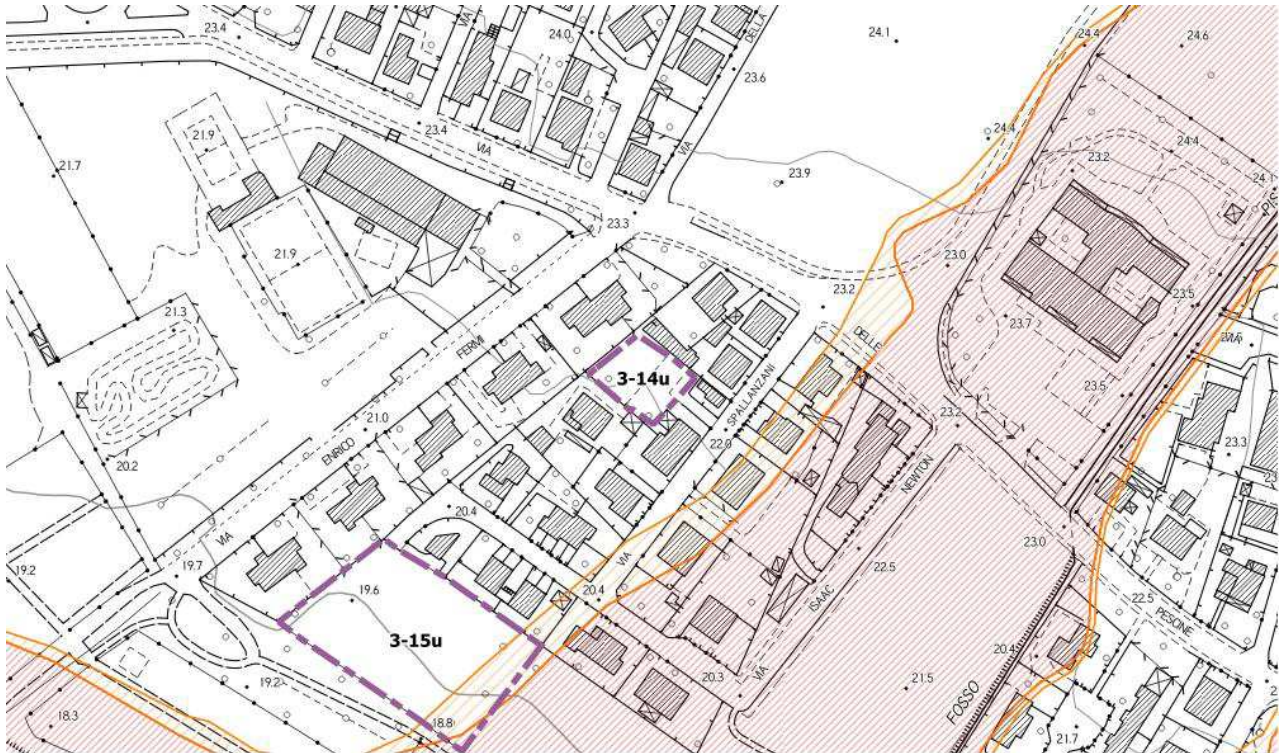 23.4
VIA
24.0
DELLA
24.1
24.4
24.6
23.6
21.9
23.4
VIA
VIA
24.4
24.4
21.7
23.2
23.9
24.1
PIS
23.3
21.9
23.0
23.2
23.5
21.3
23.7
DELLE
VIA
FERMI
3-14u
23.5
SPALLANZANI
23.2
21.0
22.0
23.3
ENRICO
NEWTON
20.2
20.4
23.0
VIA
22.5
19.7
VIA
19.2
19.6
20.4
ISAAC
22.5
PESCINE
3-15u
20.4
19.2
20.3
VIA
21.5
FOSSO
18.3
18.8
21.7